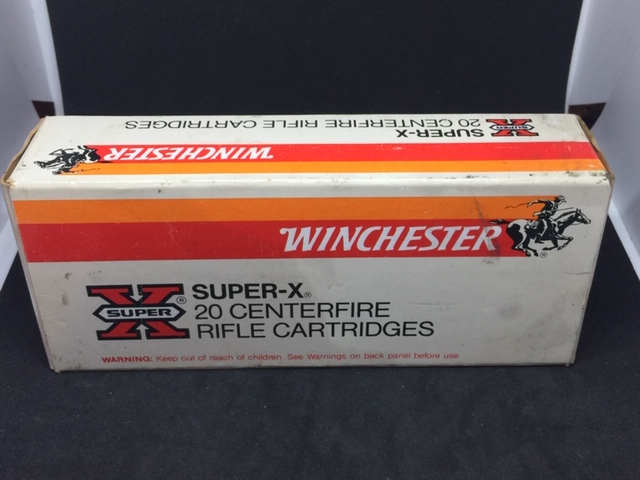 SUPER-X
20 CENTERFIRE RIFLE CARTRIDGES
X SUPER
WINCHESTER
WINCHESTER
®
X SUPER ®
SUPER-X®
20 CENTERFIRE
RIFLE CARTRIDGES
WARNING: Keep out of reach of children. See Warnings on back panel before use.